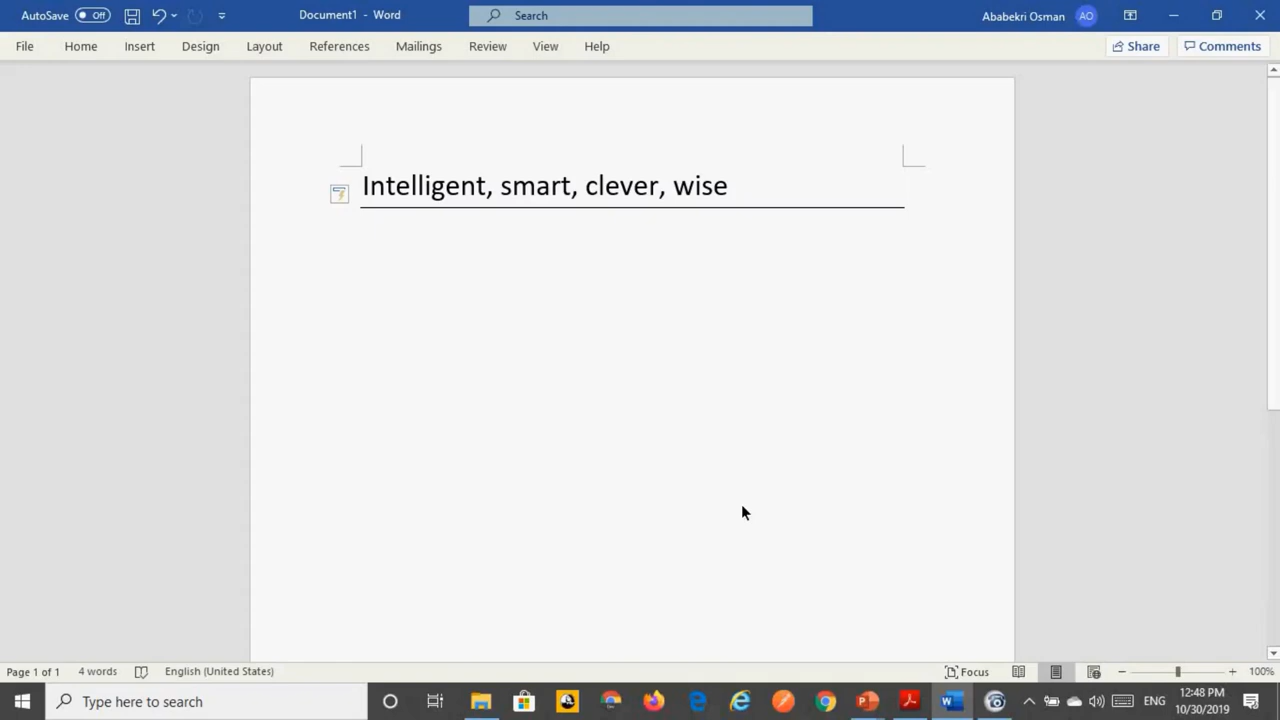 AutoSave Off Document1 - Word Search Ababekri Osman AO
File Home Insert Design Layout References Mailings Review View Help Share Comments
Intelligent, smart, clever, wise
Page 1 of 1 4 words English (United States) Focus 100%
Type here to search ENG 12:48 PM
10/30/2019